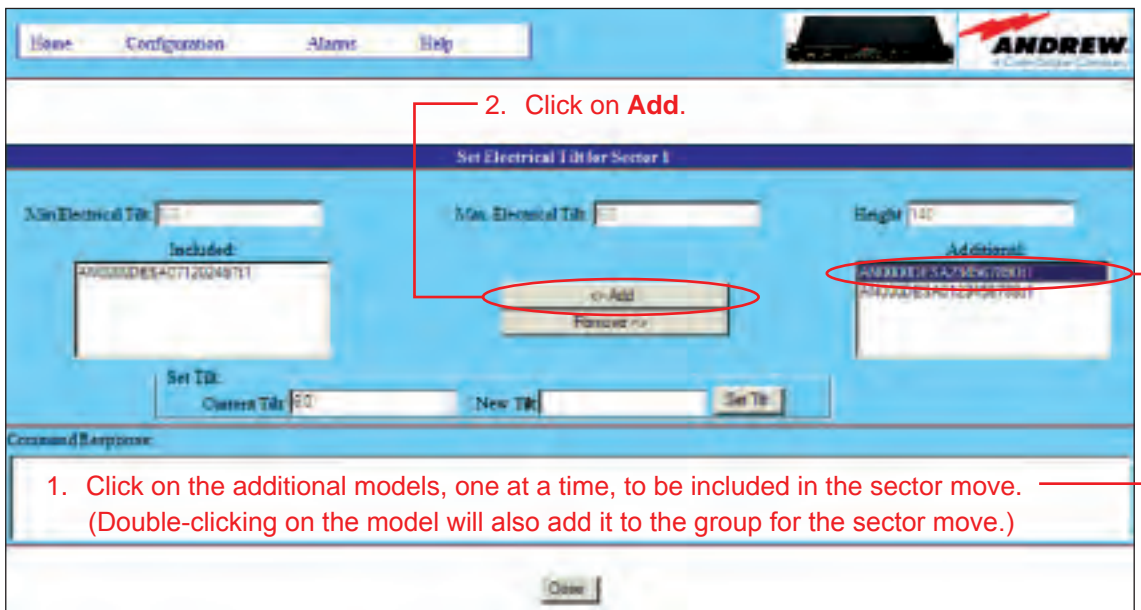 Home Configuration Alarms Help
ANDREW
2. Click on Add.
Set Electrical Tilt for Sector 1
Min Electrical Tilt: Max. Electrical Tilt: Height 140
Included: Additional:
<- Add
Remove ->
Set Tilt:
Current Tilt: New Tilt: Set Tilt
Command Response:
1. Click on the additional models, one at a time, to be included in the sector move.
(Double-clicking on the model will also add it to the group for the sector move.)
Close